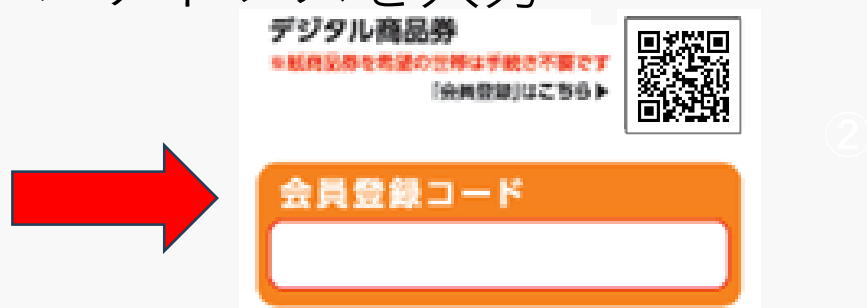 デジタル商品券
※紙商品券を希望の世帯は手続き不要です
「会員登録」はこちら▶
②
会員登録コード